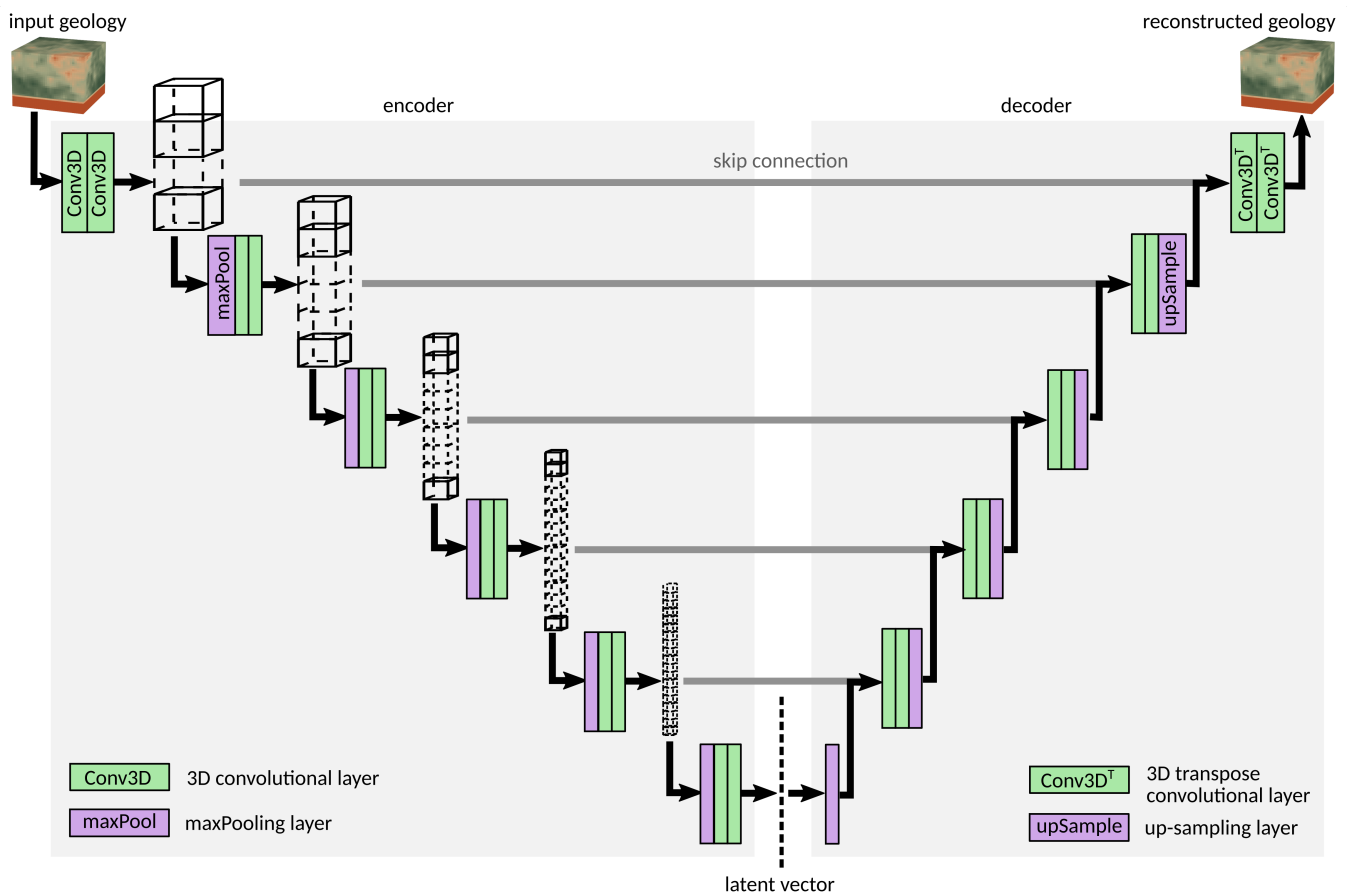 input geology
reconstructed geology
encoder
decoder
skip connection
Conv3D
Conv3D
Conv3Dᵀ
Conv3Dᵀ
maxPool
upSample
Conv3D
3D convolutional layer
maxPool
maxPooling layer
Conv3Dᵀ
3D transpose
convolutional layer
upSample
up-sampling layer
latent vector